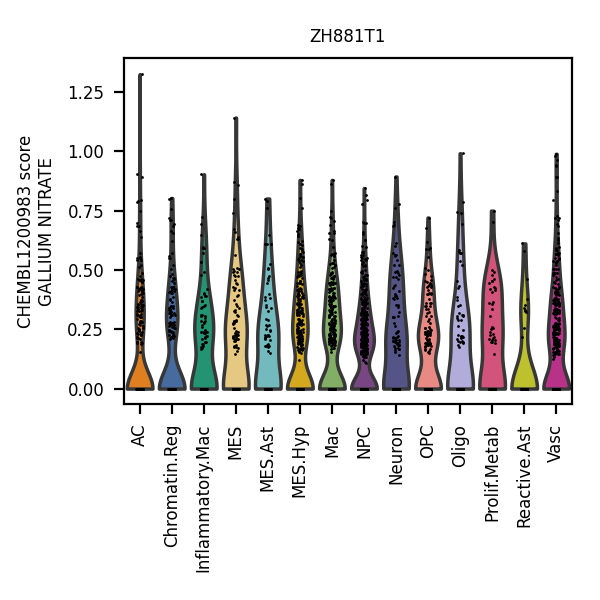 ZH881T1
CHEMBL1200983 score
GALLIUM NITRATE
1.25
1.00
0.75
0.50
0.25
0.00
AC
Chromatin.Reg
Inflammatory.Mac
MES
MES.Ast
MES.Hyp
Mac
NPC
Neuron
OPC
Oligo
Prolif.Metab
Reactive.Ast
Vasc